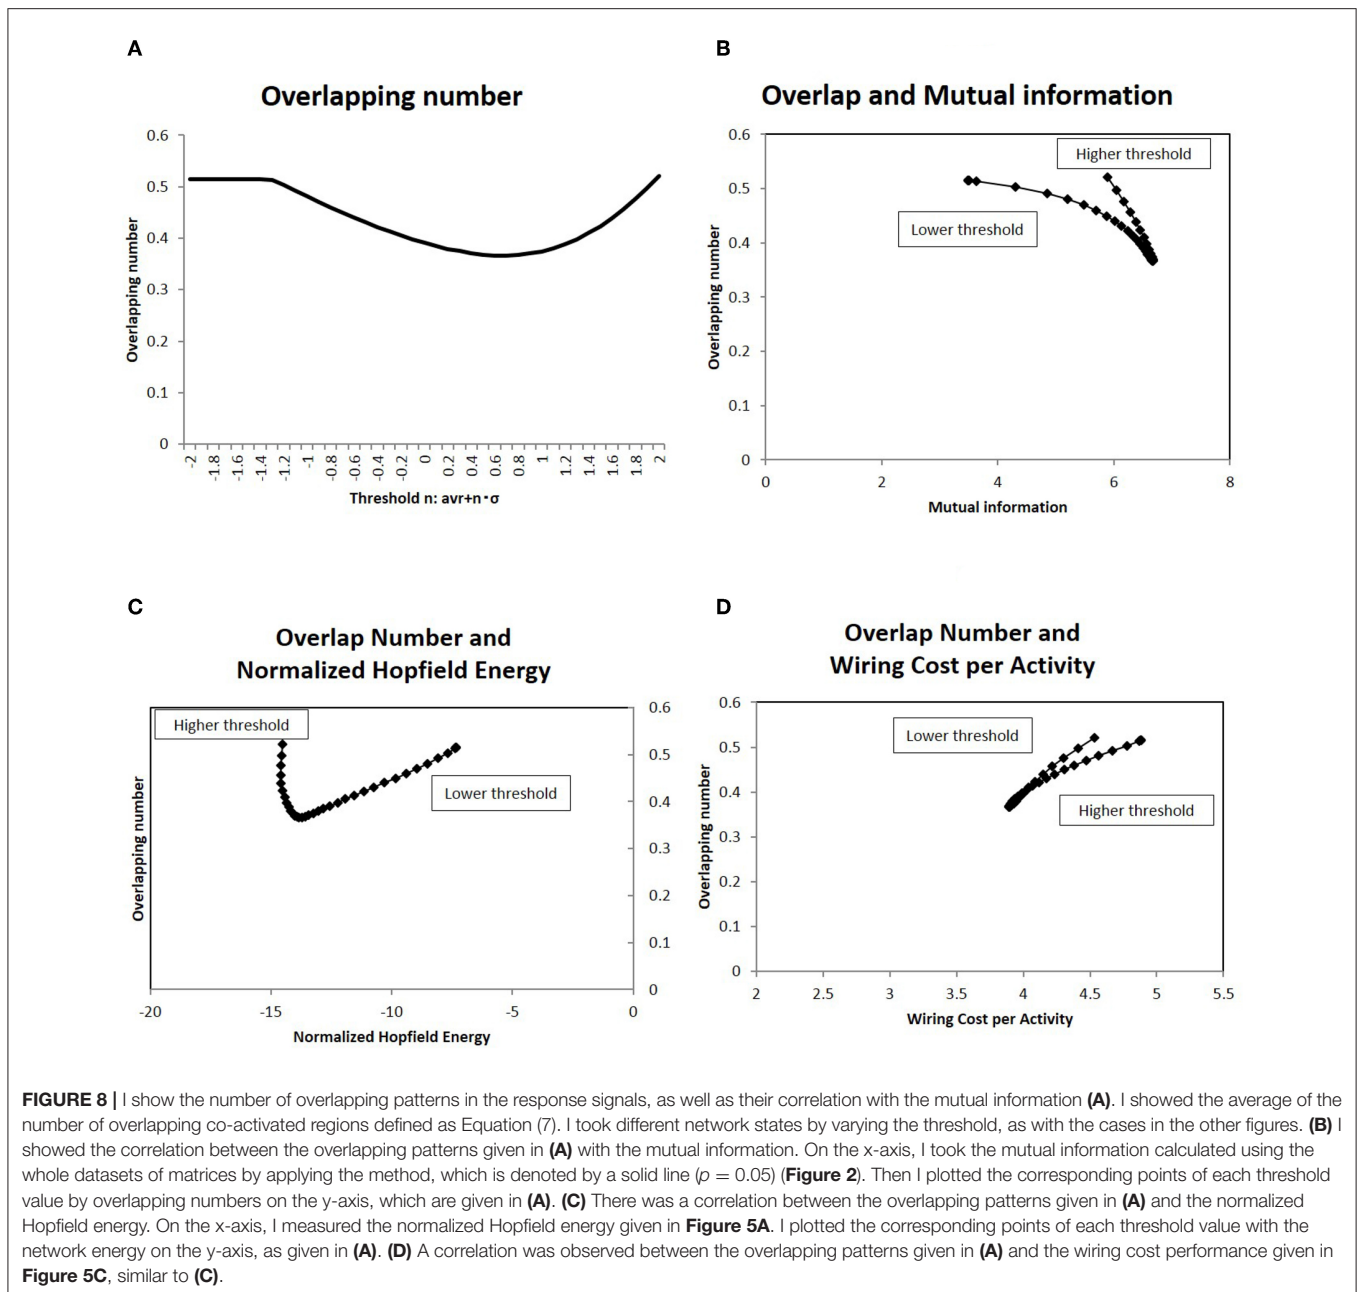 A
Overlapping number
0.6
0.5
0.4
0.3
0.2
0.1
0
Overlapping number
-2
-1.8
-1.6
-1.4
-1.2
-1
-0.8
-0.6
-0.4
-0.2
0
0.2
0.4
0.6
0.8
1
1.2
1.4
1.6
1.8
2
Threshold n: avr+n･σ
B
Overlap and Mutual information
0.6
0.5
0.4
0.3
0.2
0.1
0
Overlapping number
Higher threshold
Lower threshold
0 2 4 6 8
Mutual information
C
Overlap Number and
Normalized Hopfield Energy
Overlapping number
Higher threshold
Lower threshold
0.6
0.5
0.4
0.3
0.2
0.1
0
-20 -15 -10 -5 0
Normalized Hopfield Energy
D
Overlap Number and
Wiring Cost per Activity
0.6
0.5
0.4
0.3
0.2
0.1
0
Overlapping number
Lower threshold
Higher threshold
2 2.5 3 3.5 4 4.5 5 5.5
Wiring Cost per Activity
FIGURE 8 | I show the number of overlapping patterns in the response signals, as well as their correlation with the mutual information (A). I showed the average of the
number of overlapping co-activated regions defined as Equation (7). I took different network states by varying the threshold, as with the cases in the other figures. (B) I
showed the correlation between the overlapping patterns given in (A) with the mutual information. On the x-axis, I took the mutual information calculated using the
whole datasets of matrices by applying the method, which is denoted by a solid line (p = 0.05) (Figure 2). Then I plotted the corresponding points of each threshold
value by overlapping numbers on the y-axis, which are given in (A). (C) There was a correlation between the overlapping patterns given in (A) and the normalized
Hopfield energy. On the x-axis, I measured the normalized Hopfield energy given in Figure 5A. I plotted the corresponding points of each threshold value with the
network energy on the y-axis, as given in (A). (D) A correlation was observed between the overlapping patterns given in (A) and the wiring cost performance given in
Figure 5C, similar to (C).